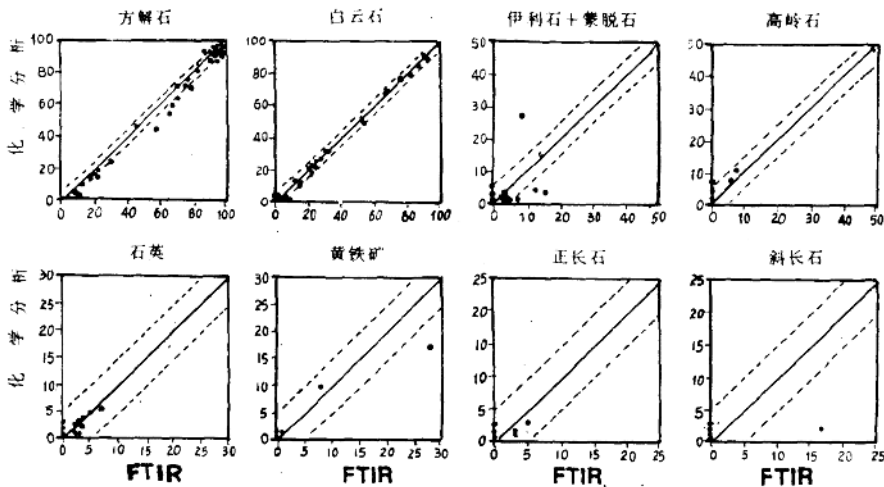 方解石 白云石 伊利石+蒙脱石 高岭石
100 100 50 50
80 80 40 40
60 60 30 30
40 40 20 20
20 20 10 10
0 0 0 0
化学分析
0 20 40 60 80 100 0 20 40 60 80 100 0 10 20 30 40 50 0 10 20 30 40 50
石英 黄铁矿 正长石 斜长石
30 30 25 25
25 25 20 20
20 20 15 15
15 15 10 10
10 10 5 5
5 5 0 0
0 0
化学分析
0 5 10 15 20 25 30 0 5 10 15 20 25 30 0 5 10 15 20 25 0 5 10 15 20 25
FTIR FTIR FTIR FTIR